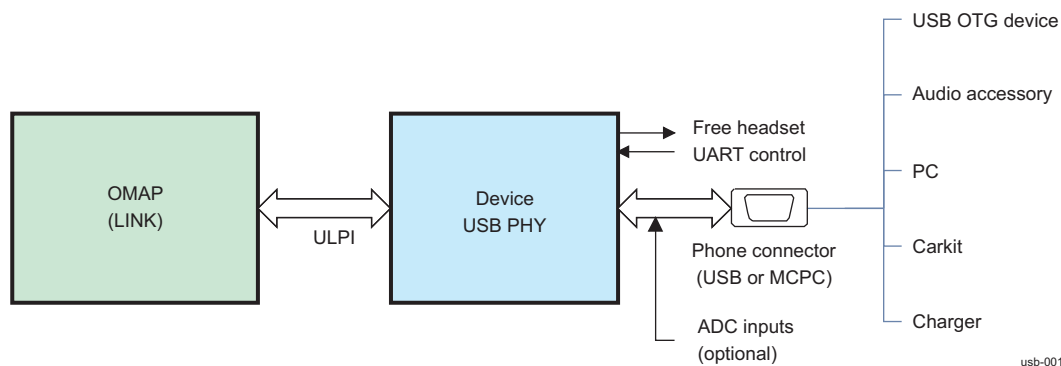 OMAP
(LINK)
ULPI
Device
USB PHY
Free headset
UART control
Phone connector
(USB or MCPC)
ADC inputs
(optional)
USB OTG device
Audio accessory
PC
Carkit
Charger
usb-001